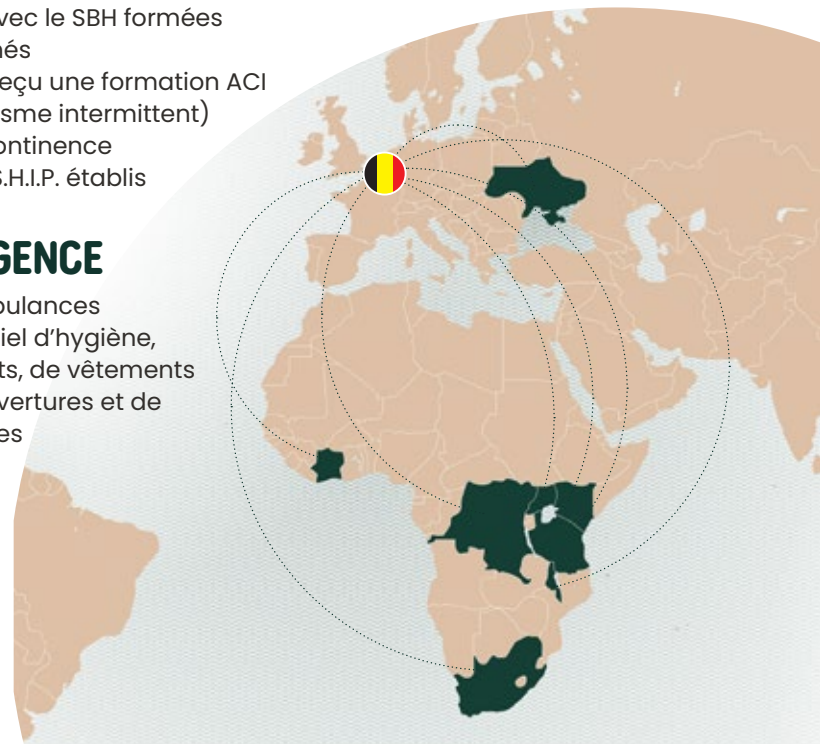 vec le SBH formées
nés
eçu une formation ACI
sme intermittent)
continence
S.H.I.P. établis
GENCE
bulances
iel d'hygiène,
ts, de vêtements
vertures et de
es